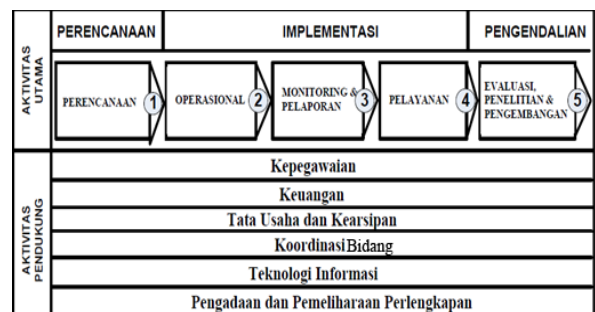 PERENCANAAN
IMPLEMENTASI
PENGENDALIAN
AKTIVITAS
UTAMA
PERENCANAAN
1
OPERASIONAL
2
MONITORING &
PELAPORAN
3
PELAYANAN
4
EVALUASI,
PENELITIAN &
PENGEMBANGAN
5
AKTIVITAS
PENDUKUNG
Kepegawaian
Keuangan
Tata Usaha dan Kearsipan
Koordinasi Bidang
Teknologi Informasi
Pengadaan dan Pemeliharaan Perlengkapan